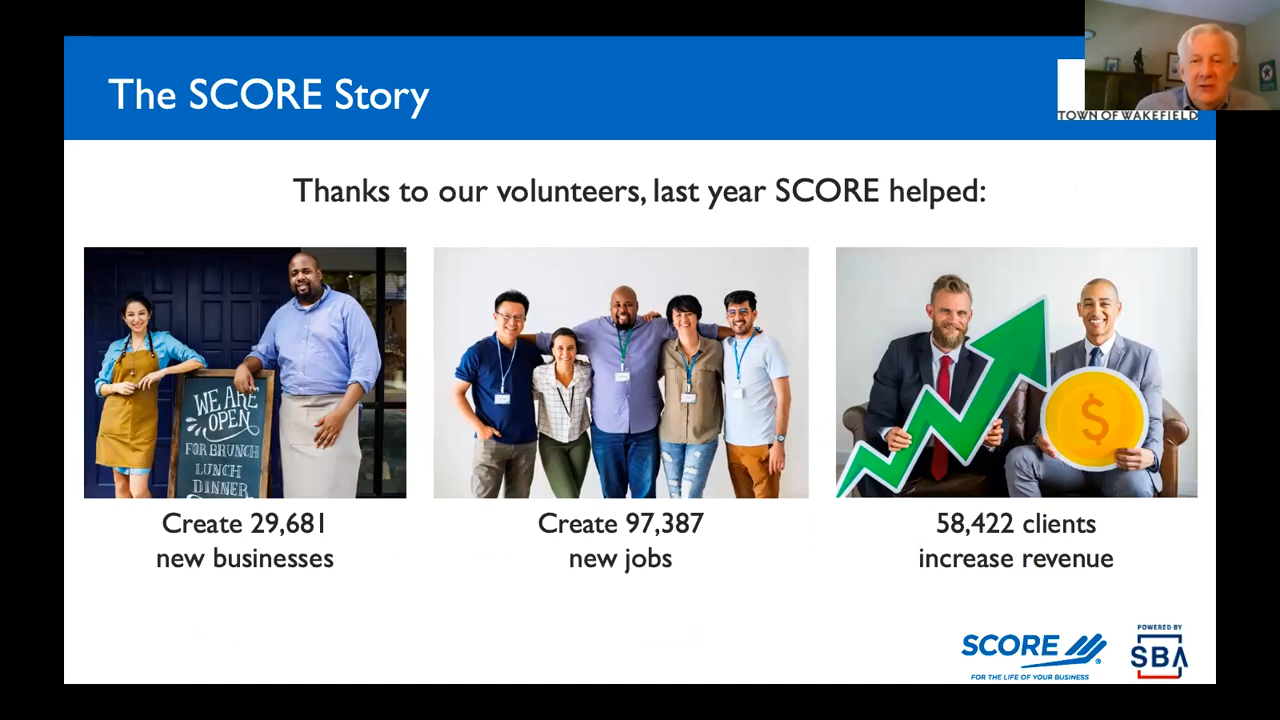 The SCORE Story
TOWN OF WAKEFIELD
Thanks to our volunteers, last year SCORE helped:
WE ARE
OPEN
FOR BRUNCH
LUNCH
DINNER
$
Create 29,681
new businesses
Create 97,387
new jobs
58,422 clients
increase revenue
SCORE
®
FOR THE LIFE OF YOUR BUSINESS
POWERED BY
SBA